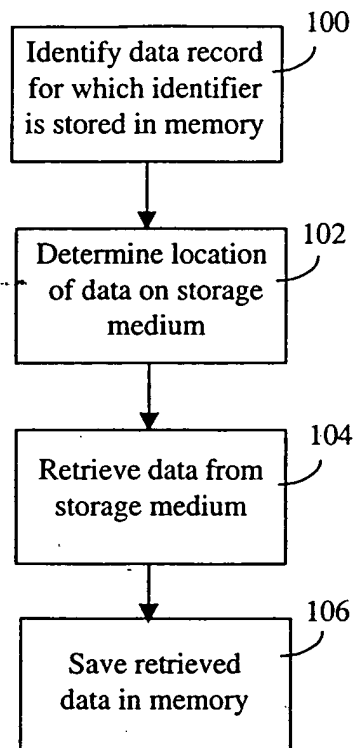 100
Identify data record
for which identifier
is stored in memory
102
Determine location
of data on storage
medium
104
Retrieve data from
storage medium
106
Save retrieved
data in memory